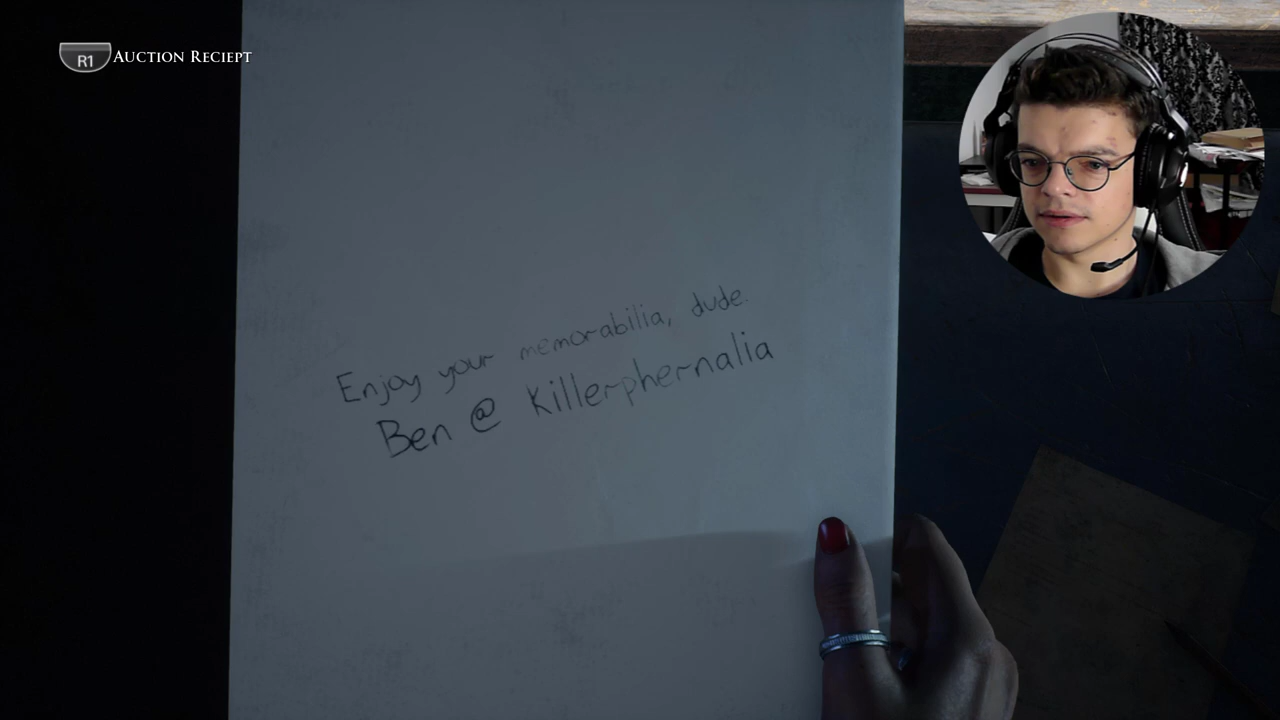 R1 Auction Reciept
Enjoy your memorabilia, dude.
Ben @ Killerphernalia